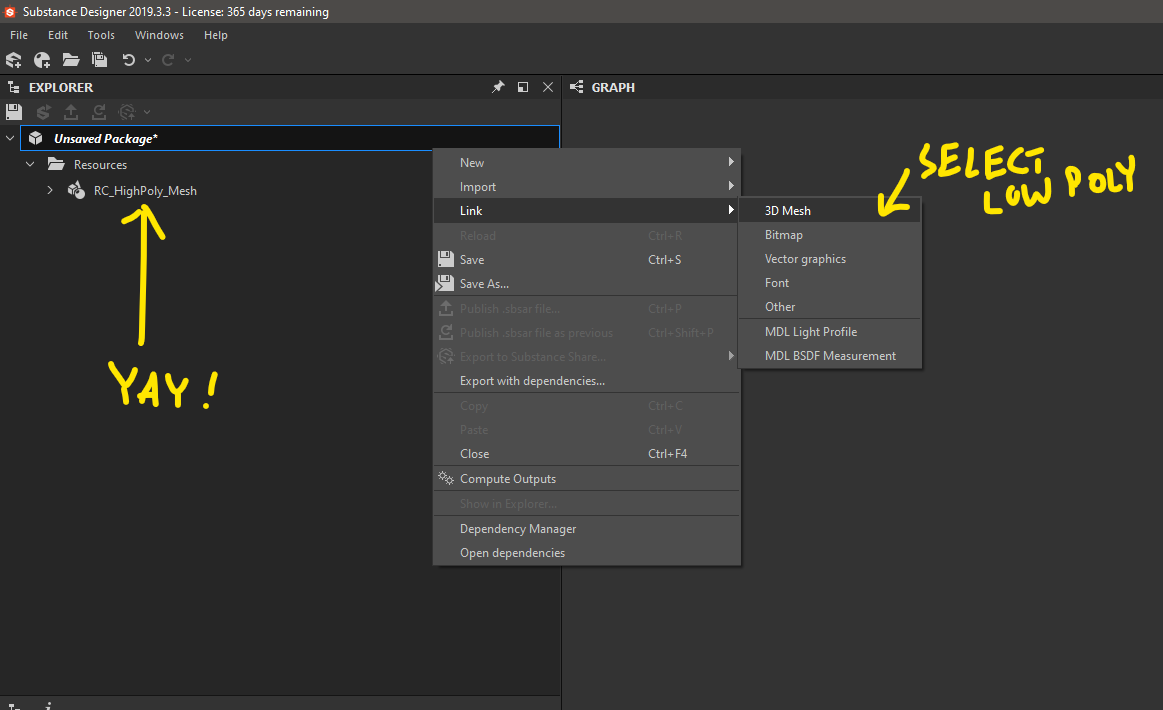 Substance Designer 2019.3.3 - License: 365 days remaining
File Edit Tools Windows Help
EXPLORER
GRAPH
Unsaved Package*
Resources
RC_HighPoly_Mesh
YAY!
New
Import
Link
Reload Ctrl+R
Save Ctrl+S
Save As...
Publish .sbsar file... Ctrl+P
Publish .sbsar file as previous Ctrl+Shift+P
Export to Substance Share...
Export with dependencies...
Copy Ctrl+C
Paste Ctrl+V
Close Ctrl+F4
Compute Outputs
Show in Explorer...
Dependency Manager
Open dependencies
3D Mesh
Bitmap
Vector graphics
Font
Other
MDL Light Profile
MDL BSDF Measurement
SELECT
LOW POLY